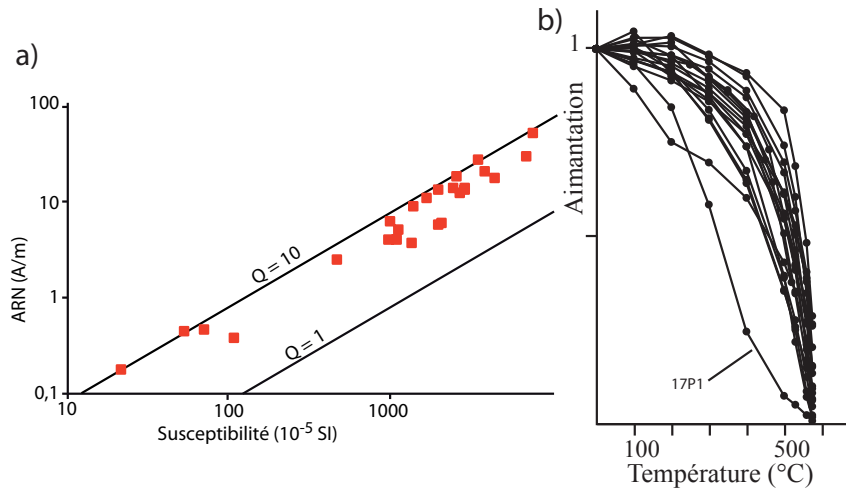 a)
ARN (A/m)
100
10
1
0,1
Q = 10
Q = 1
10
100
1000
Susceptibilité (10⁻⁵ SI)
b)
1
Aimantation
17P1
100
500
Température (°C)